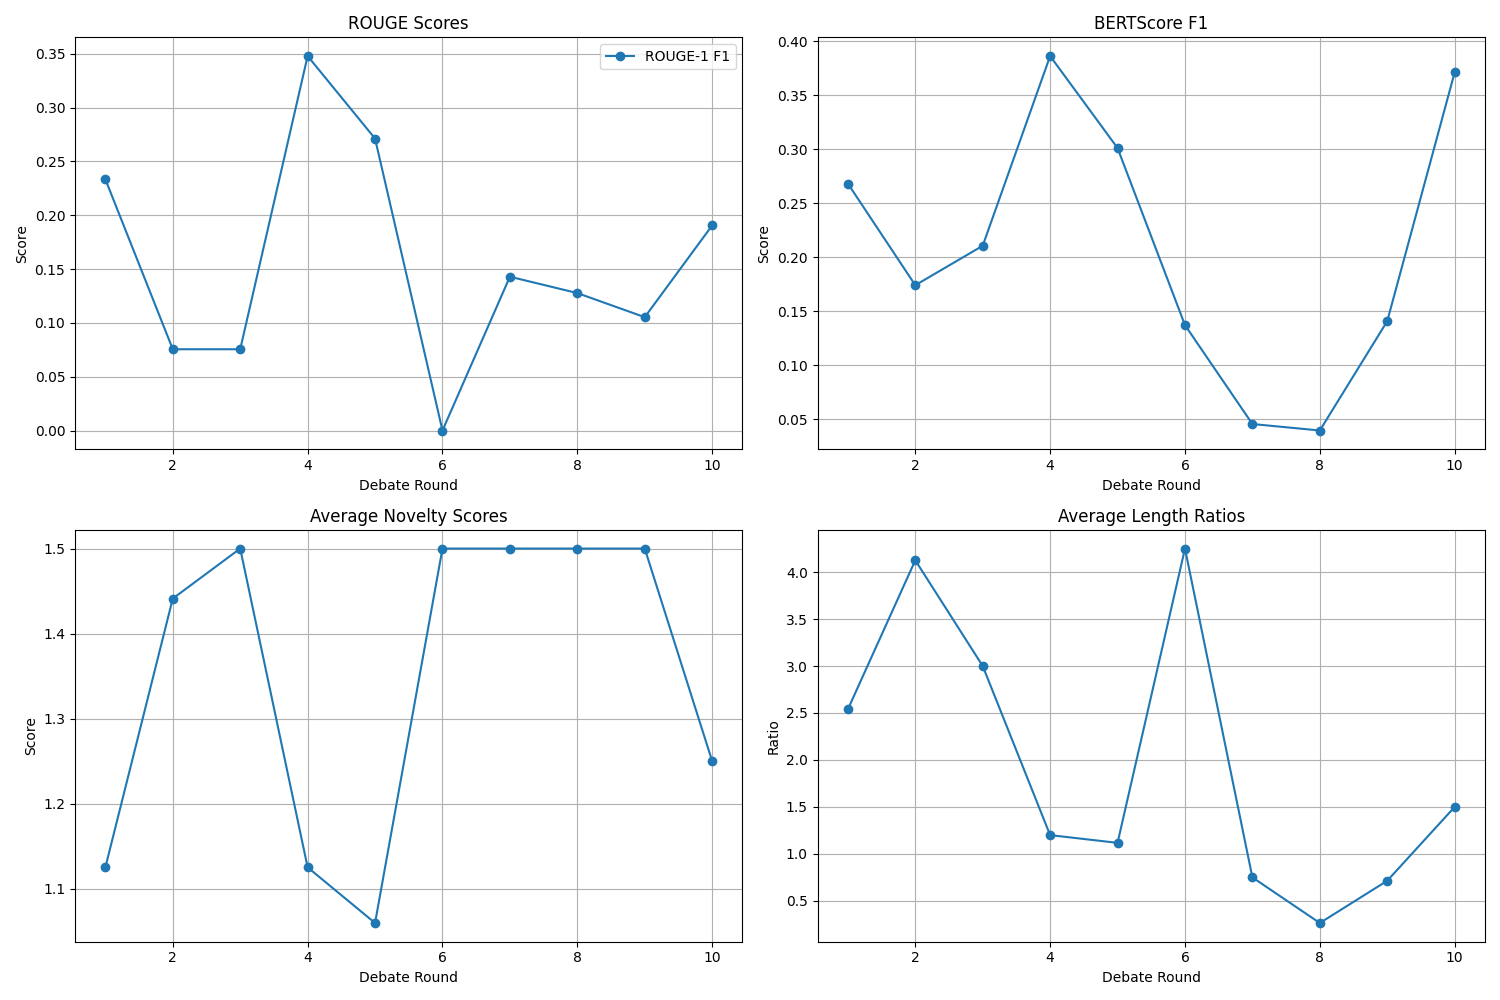 ROUGE Scores
ROUGE-1 F1
0.35
0.30
0.25
0.20
0.15
0.10
0.05
0.00
Score
2 4 6 8 10
Debate Round
BERTScore F1
0.40
0.35
0.30
0.25
0.20
0.15
0.10
0.05
Score
2 4 6 8 10
Debate Round
Average Novelty Scores
1.5
1.4
1.3
1.2
1.1
Score
2 4 6 8 10
Debate Round
Average Length Ratios
4.0
3.5
3.0
2.5
2.0
1.5
1.0
0.5
Ratio
2 4 6 8 10
Debate Round